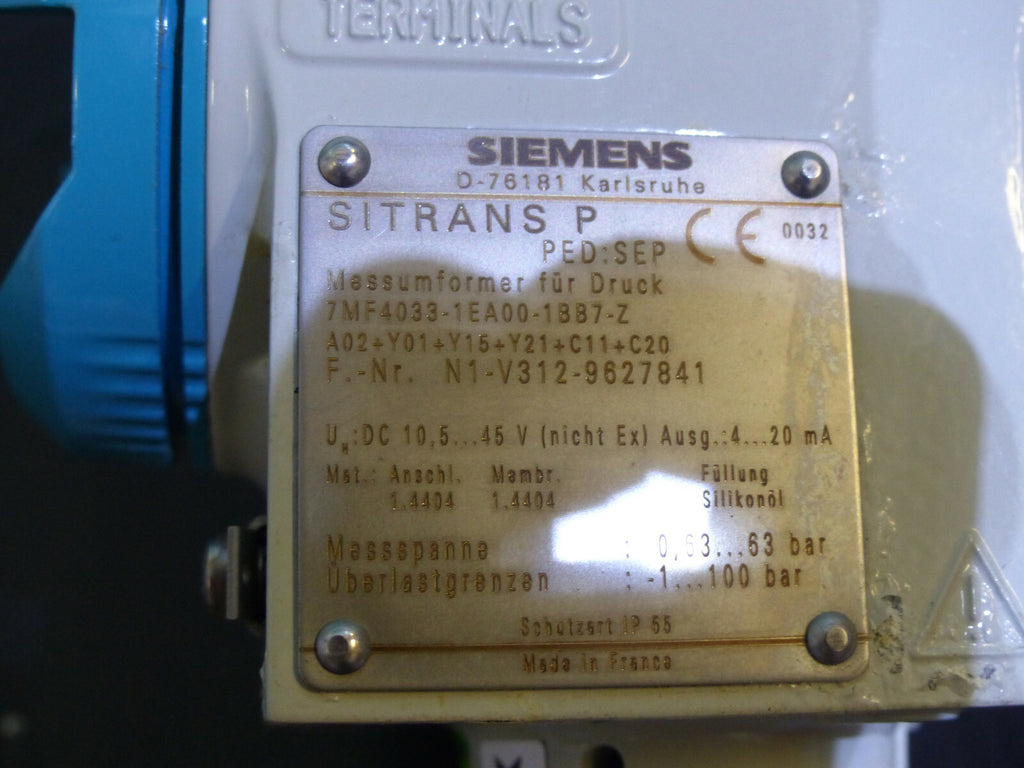 TERMINALS
SIEMENS
D-76181 Karlsruhe
SITRANS P
CE 0032
PED:SEP
Messumformer für Druck
7MF4033-1EA00-1BB7-Z
A02+Y01+Y15+Y21+C11+C20
F.-Nr. N1-V312-9627841
U_H:DC 10,5...45 V (nicht Ex) Ausg.:4...20 mA
Mat.: Anschl. Membr. Füllung
1.4404 1.4404 Silikonöl
Messspanne : 0,63...63 bar
Überlastgrenzen : -1...100 bar
Schutzart IP 65
Made in France